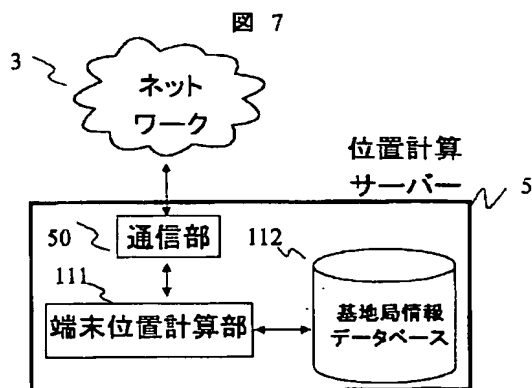 図 7
3
ネット
ワーク
位置計算
サーバー
5
50
通信部
112
111
端末位置計算部
基地局情報
データベース